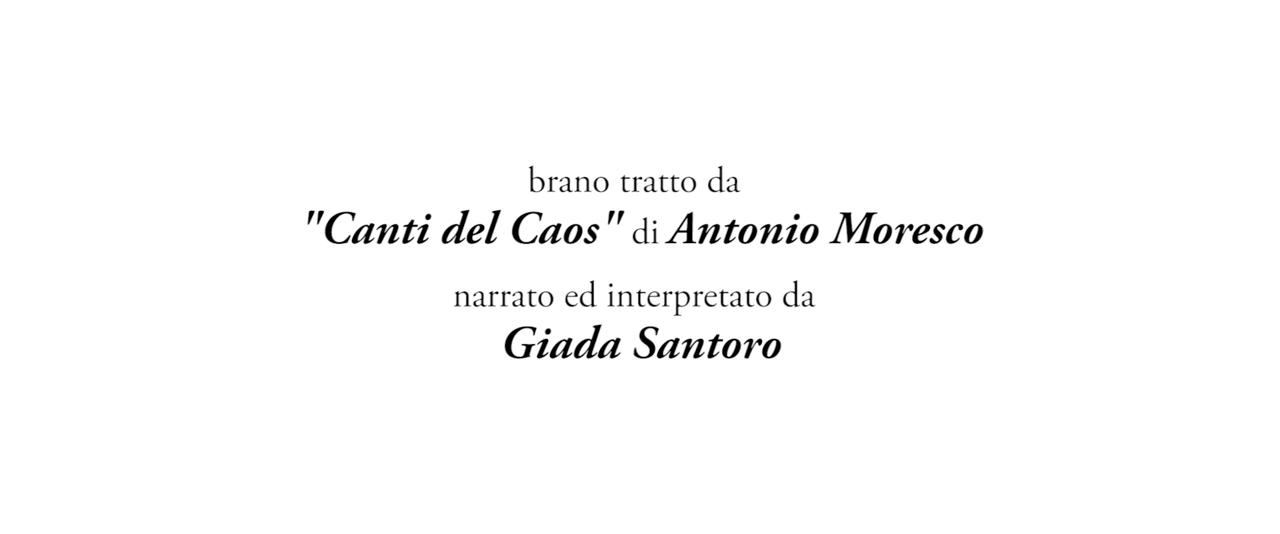 brano tratto da
"Canti del Caos" di Antonio Moresco
narrato ed interpretato da
Giada Santoro